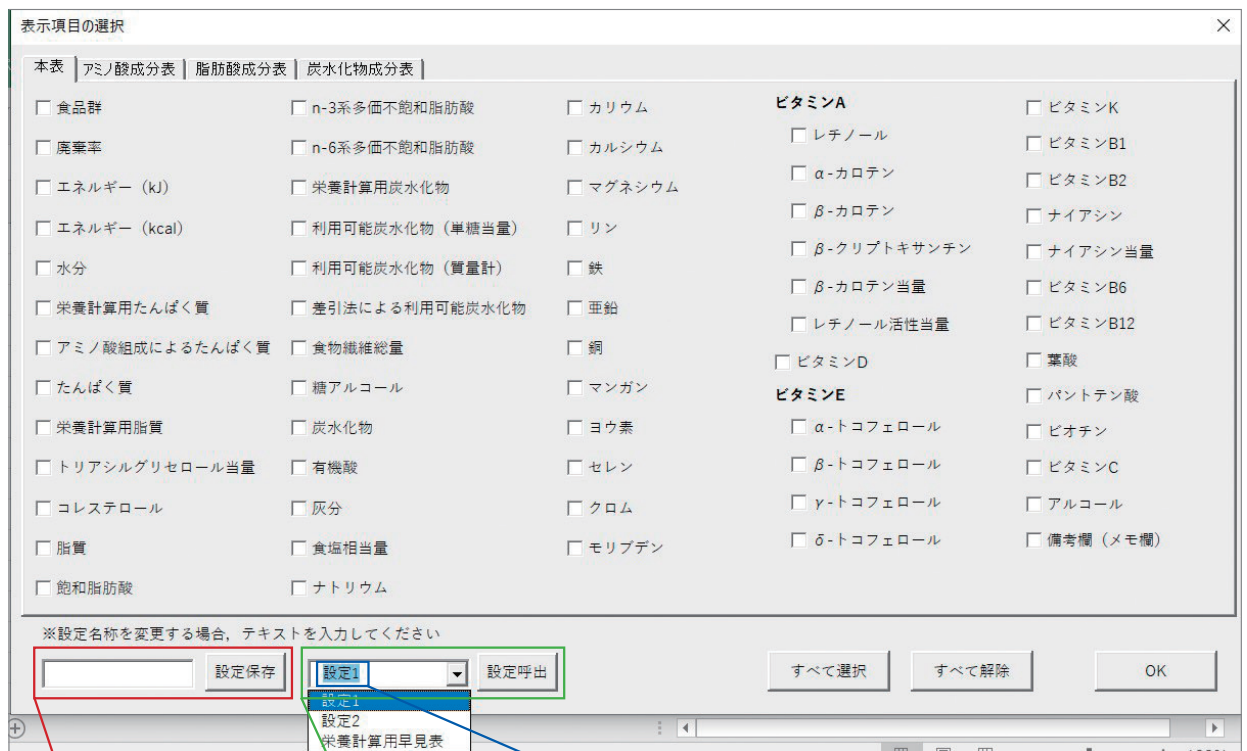 表示項目の選択
本表 アミノ酸成分表 脂肪酸成分表 炭水化物成分表
食品群
廃棄率
エネルギー（kJ）
エネルギー（kcal）
水分
栄養計算用たんぱく質
アミノ酸組成によるたんぱく質
たんぱく質
栄養計算用脂質
トリアシルグリセロール当量
コレステロール
脂質
飽和脂肪酸
n-3系多価不飽和脂肪酸
n-6系多価不飽和脂肪酸
栄養計算用炭水化物
利用可能炭水化物（単糖当量）
利用可能炭水化物（質量計）
差引法による利用可能炭水化物
食物繊維総量
糖アルコール
炭水化物
有機酸
灰分
食塩相当量
ナトリウム
カリウム
カルシウム
マグネシウム
リン
鉄
亜鉛
銅
マンガン
ヨウ素
セレン
クロム
モリブデン
ビタミンA
レチノール
α-カロテン
β-カロテン
β-クリプトキサンチン
β-カロテン当量
レチノール活性当量
ビタミンD
ビタミンE
α-トコフェロール
β-トコフェロール
γ-トコフェロール
δ-トコフェロール
ビタミンK
ビタミンB1
ビタミンB2
ナイアシン
ナイアシン当量
ビタミンB6
ビタミンB12
葉酸
パントテン酸
ビオチン
ビタミンC
アルコール
備考欄（メモ欄）
※設定名称を変更する場合，テキストを入力してください
設定保存 設定1 設定呼出 すべて選択 すべて解除 OK
設定1
設定2
栄養計算用早見表